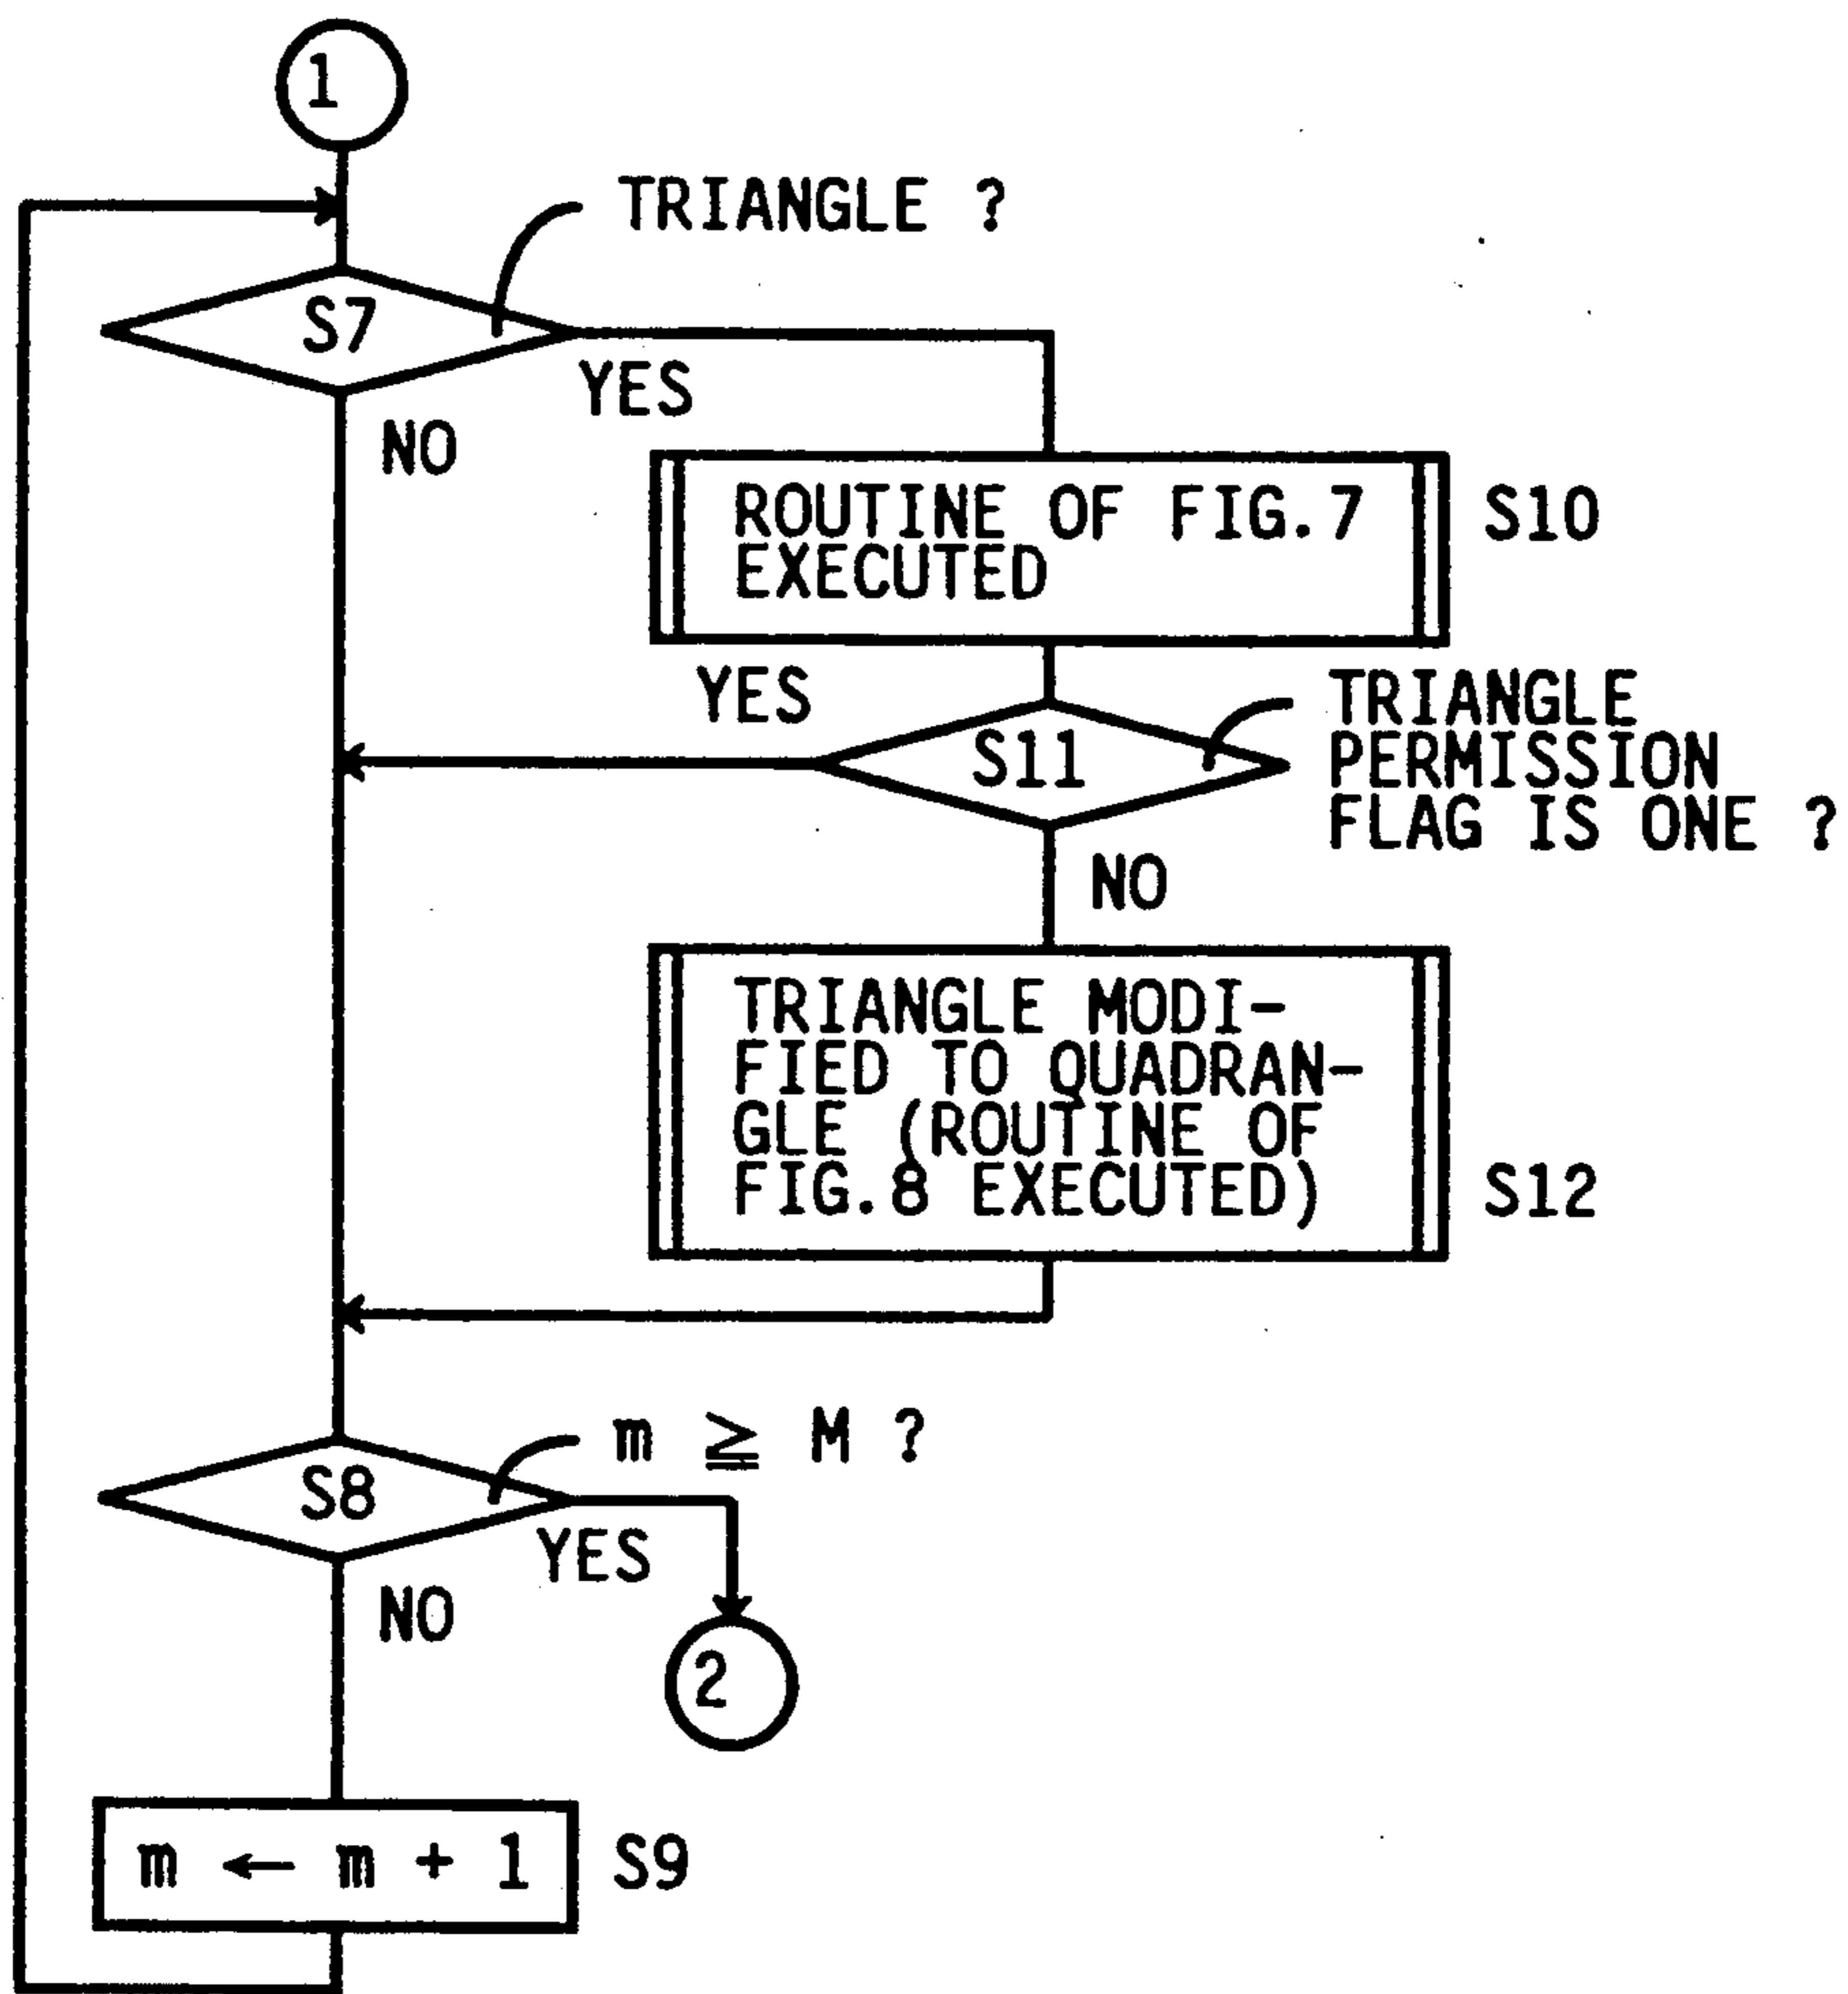 1
TRIANGLE ?
S7
YES
NO
ROUTINE OF FIG.7
EXECUTED
S10
YES
TRIANGLE
PERMISSION
FLAG IS ONE ?
S11
NO
TRIANGLE MODI-
FIED TO QUADRAN-
GLE (ROUTINE OF
FIG.8 EXECUTED)
S12
m ≧ M ?
S8
YES
NO
2
m ← m + 1
S9